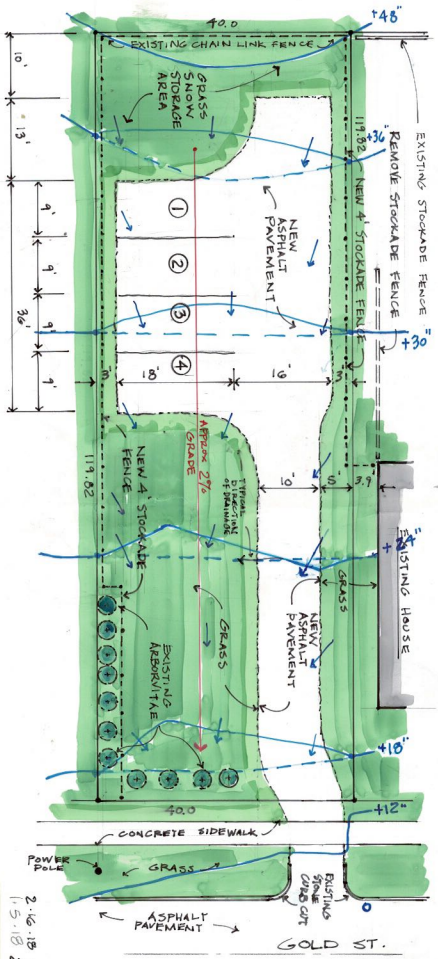 40.0
+48"
EXISTING CHAIN LINK FENCE
10'
GRASS
SNOW
STORAGE
AREA
EXISTING STOCKADE FENCE
+36"
119.82
NEW 4' STOCKADE FENCE
REMOVE STOCKADE FENCE
13'
NEW
ASPHALT
PAVEMENT
1
2
3
4
9'
9'
9'
9'
36'
+30"
3'
18'
16'
3'
APPROX 2%
GRADE
119.82
NEW 4' STOCKADE
FENCE
TYPICAL
DIRECTION
OF DRAINAGE
10'
5'
3.9
+24"
EXISTING HOUSE
GRASS
NEW
ASPHALT
PAVEMENT
GRASS
EXISTING
ARBORVITAE
+18"
40.0
+12"
CONCRETE SIDEWALK
POWER
POLE
GRASS
EXISTING
STONE
CURB CUT
0
ASPHALT
PAVEMENT
GOLD ST.
2.16.18
1.5.18